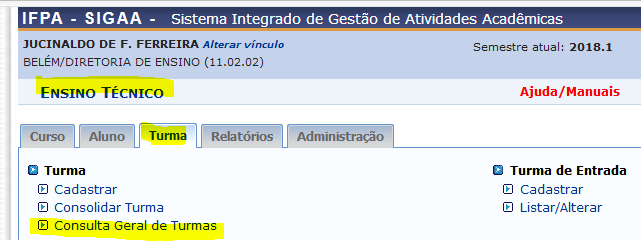 IFPA - SIGAA - Sistema Integrado de Gestão de Atividades Acadêmicas
JUCINALDO DE F. FERREIRA Alterar vínculo Semestre atual: 2018.1
BELÉM/DIRETORIA DE ENSINO (11.02.02)
ENSINO TÉCNICO Ajuda/Manuais
Curso Aluno Turma Relatórios Administração
Turma Turma de Entrada
Cadastrar Cadastrar
Consolidar Turma Listar/Alterar
Consulta Geral de Turmas